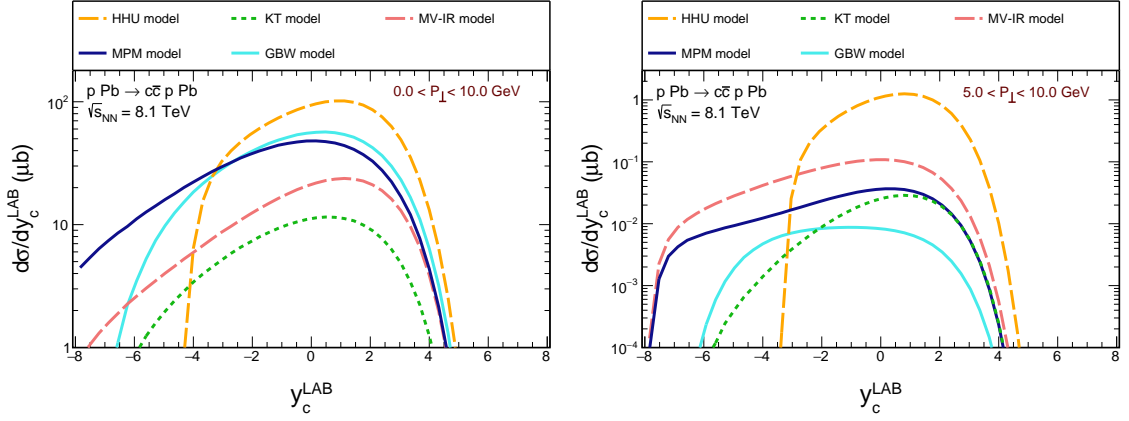 HHU model KT model MV-IR model
MPM model GBW model
p Pb → cc̅ p Pb
√s_NN = 8.1 TeV
0.0 < P⊥ < 10.0 GeV
dσ/dy_c^LAB (μb)
10²
10
1
−8 −6 −4 −2 0 2 4 6 8
y_c^LAB
HHU model KT model MV-IR model
MPM model GBW model
p Pb → cc̅ p Pb
√s_NN = 8.1 TeV
5.0 < P⊥ < 10.0 GeV
dσ/dy_c^LAB (μb)
1
10⁻¹
10⁻²
10⁻³
10⁻⁴
−8 −6 −4 −2 0 2 4 6 8
y_c^LAB